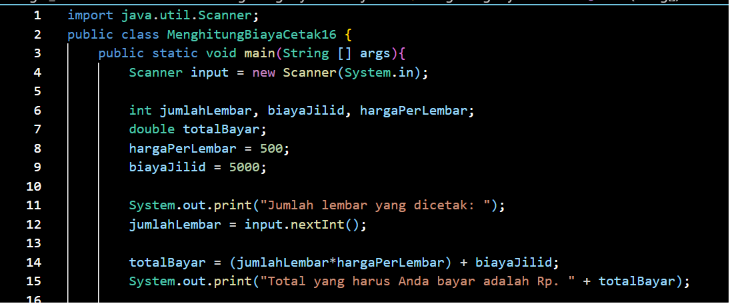 1 import java.util.Scanner;
2 public class MenghitungBiayaCetak16 {
3 public static void main(String [] args){
4 Scanner input = new Scanner(System.in);
5
6 int jumlahLembar, biayaJilid, hargaPerLembar;
7 double totalBayar;
8 hargaPerLembar = 500;
9 biayaJilid = 5000;
10
11 System.out.print("Jumlah lembar yang dicetak: ");
12 jumlahLembar = input.nextInt();
13
14 totalBayar = (jumlahLembar*hargaPerLembar) + biayaJilid;
15 System.out.print("Total yang harus Anda bayar adalah Rp. " + totalBayar);
16